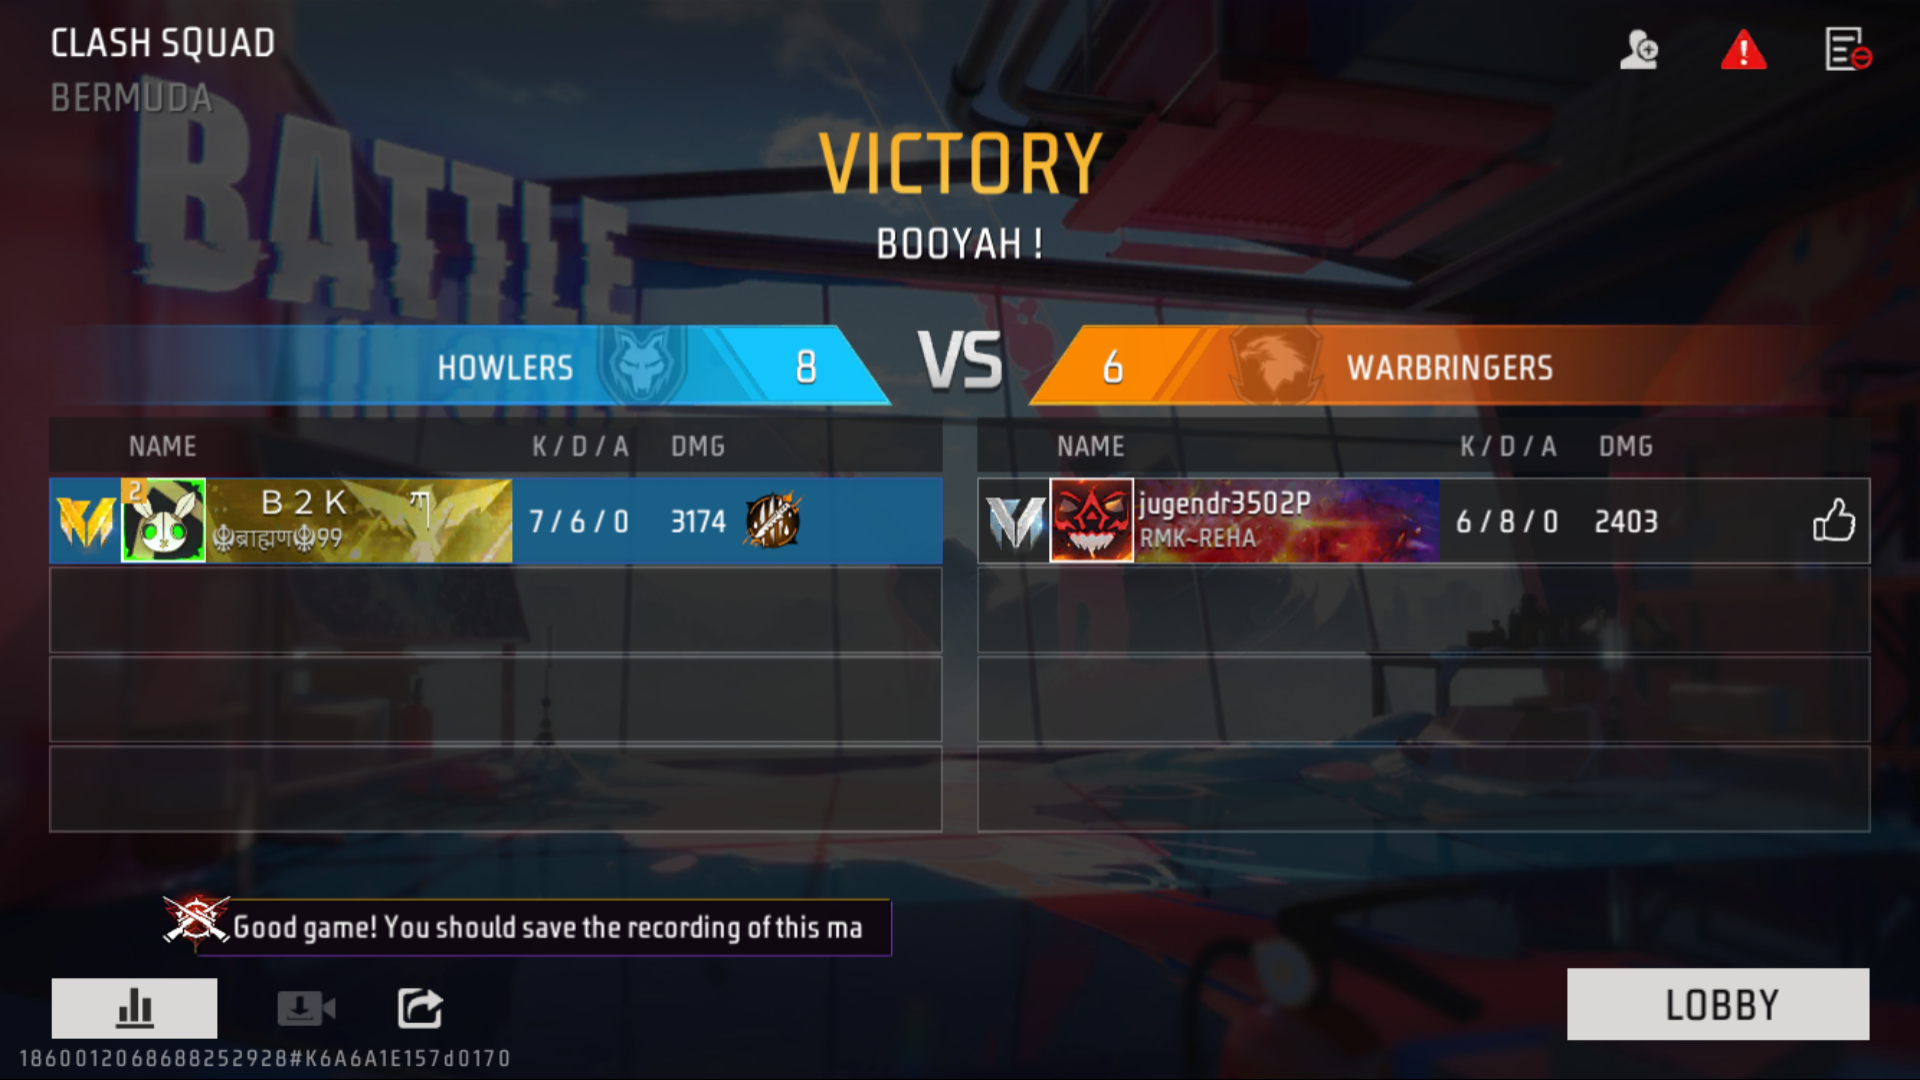 CLASH SQUAD
BERMUDA
BATTLE
VICTORY
BOOYAH !
HOWLERS 8 VS 6 WARBRINGERS
NAME K / D / A DMG
2 B 2 K 7 / 6 / 0 3174
ब्राह्मण 99
NAME K / D / A DMG
jugendr3502P 6 / 8 / 0 2403
RMK~REHA
Good game! You should save the recording of this ma
LOBBY
1860012068688252928#K6A6A1E157d0170